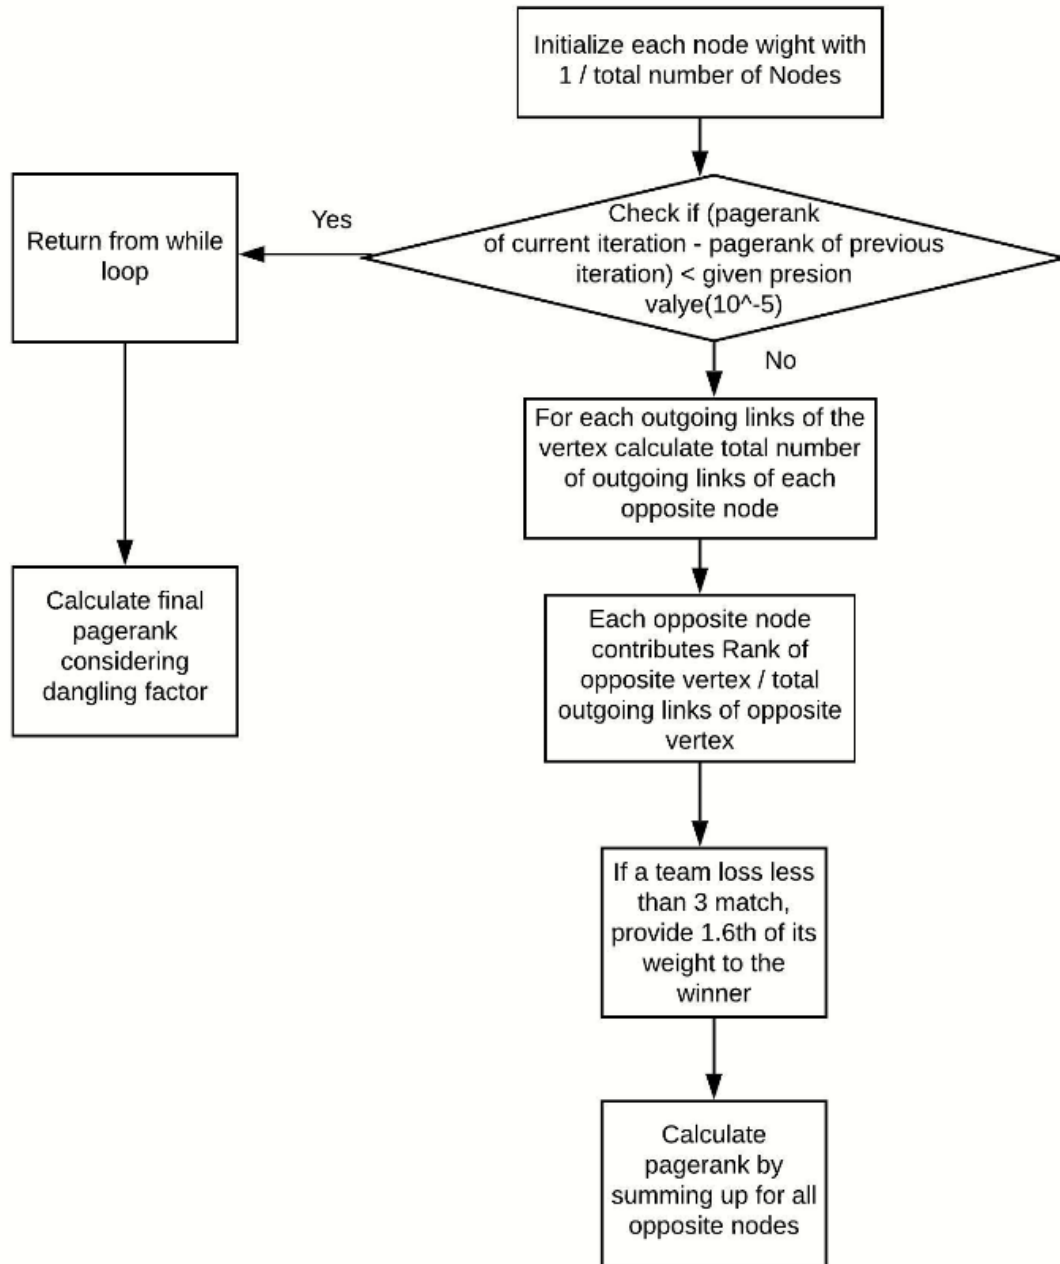 Initialize each node wight with
1 / total number of Nodes
Check if (pagerank
of current iteration - pagerank of previous
iteration) < given presion
valye(10^-5)
Yes
Return from while
loop
No
For each outgoing links of the
vertex calculate total number
of outgoing links of each
opposite node
Calculate final
pagerank
considering
dangling factor
Each opposite node
contributes Rank of
opposite vertex / total
outgoing links of opposite
vertex
If a team loss less
than 3 match,
provide 1.6th of its
weight to the
winner
Calculate
pagerank by
summing up for all
opposite nodes